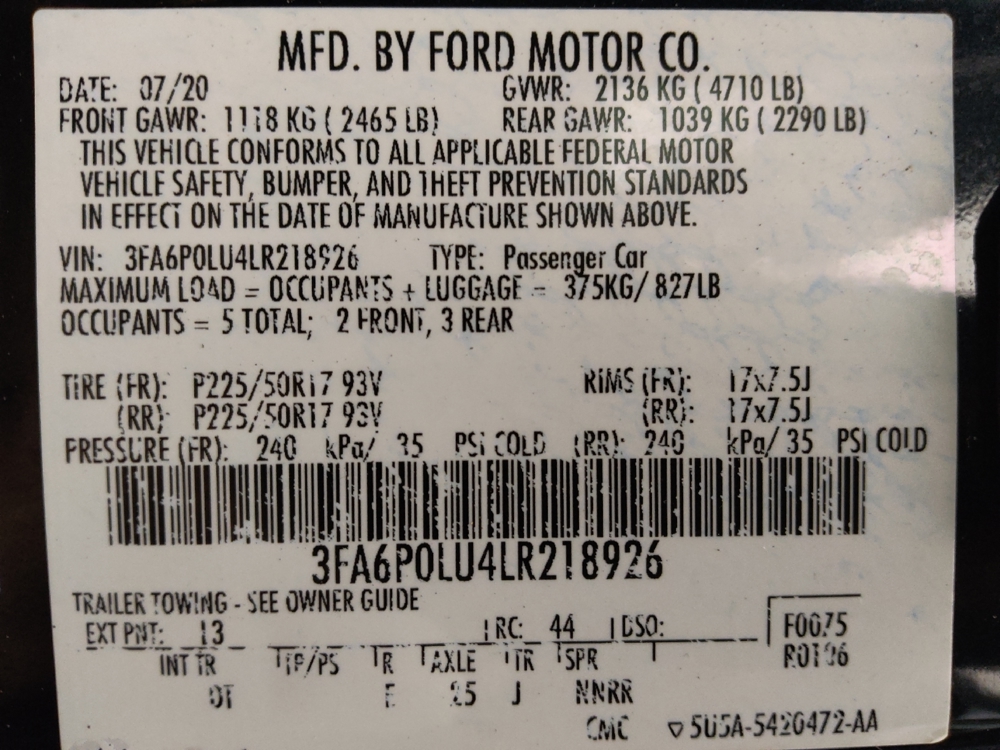 MFD. BY FORD MOTOR CO.
DATE: 07/20 GVWR: 2136 KG ( 4710 LB)
FRONT GAWR: 1118 KG ( 2465 LB) REAR GAWR: 1039 KG ( 2290 LB)
THIS VEHICLE CONFORMS TO ALL APPLICABLE FEDERAL MOTOR
VEHICLE SAFETY, BUMPER, AND THEFT PREVENTION STANDARDS
IN EFFECT ON THE DATE OF MANUFACTURE SHOWN ABOVE.
VIN: 3FA6P0LU4LR218926 TYPE: Passenger Car
MAXIMUM LOAD = OCCUPANTS + LUGGAGE = 375KG/ 827LB
OCCUPANTS = 5 TOTAL; 2 FRONT, 3 REAR
TIRE (FR): P225/50R17 93V RIMS (FR): 17x7.5J
(RR): P225/50R17 93V (RR): 17x7.5J
PRESSURE (FR): 240 kPa/ 35 PSI COLD (RR): 240 kPa/ 35 PSI COLD
3FA6P0LU4LR218926
TRAILER TOWING - SEE OWNER GUIDE
EXT PNT: 13 RC: 44 DSO: F0075
INT TR TP/PS R AXLE TR SPR
DT E 25 J NNRR
CMC ▽ 5U5A-5420472-AA